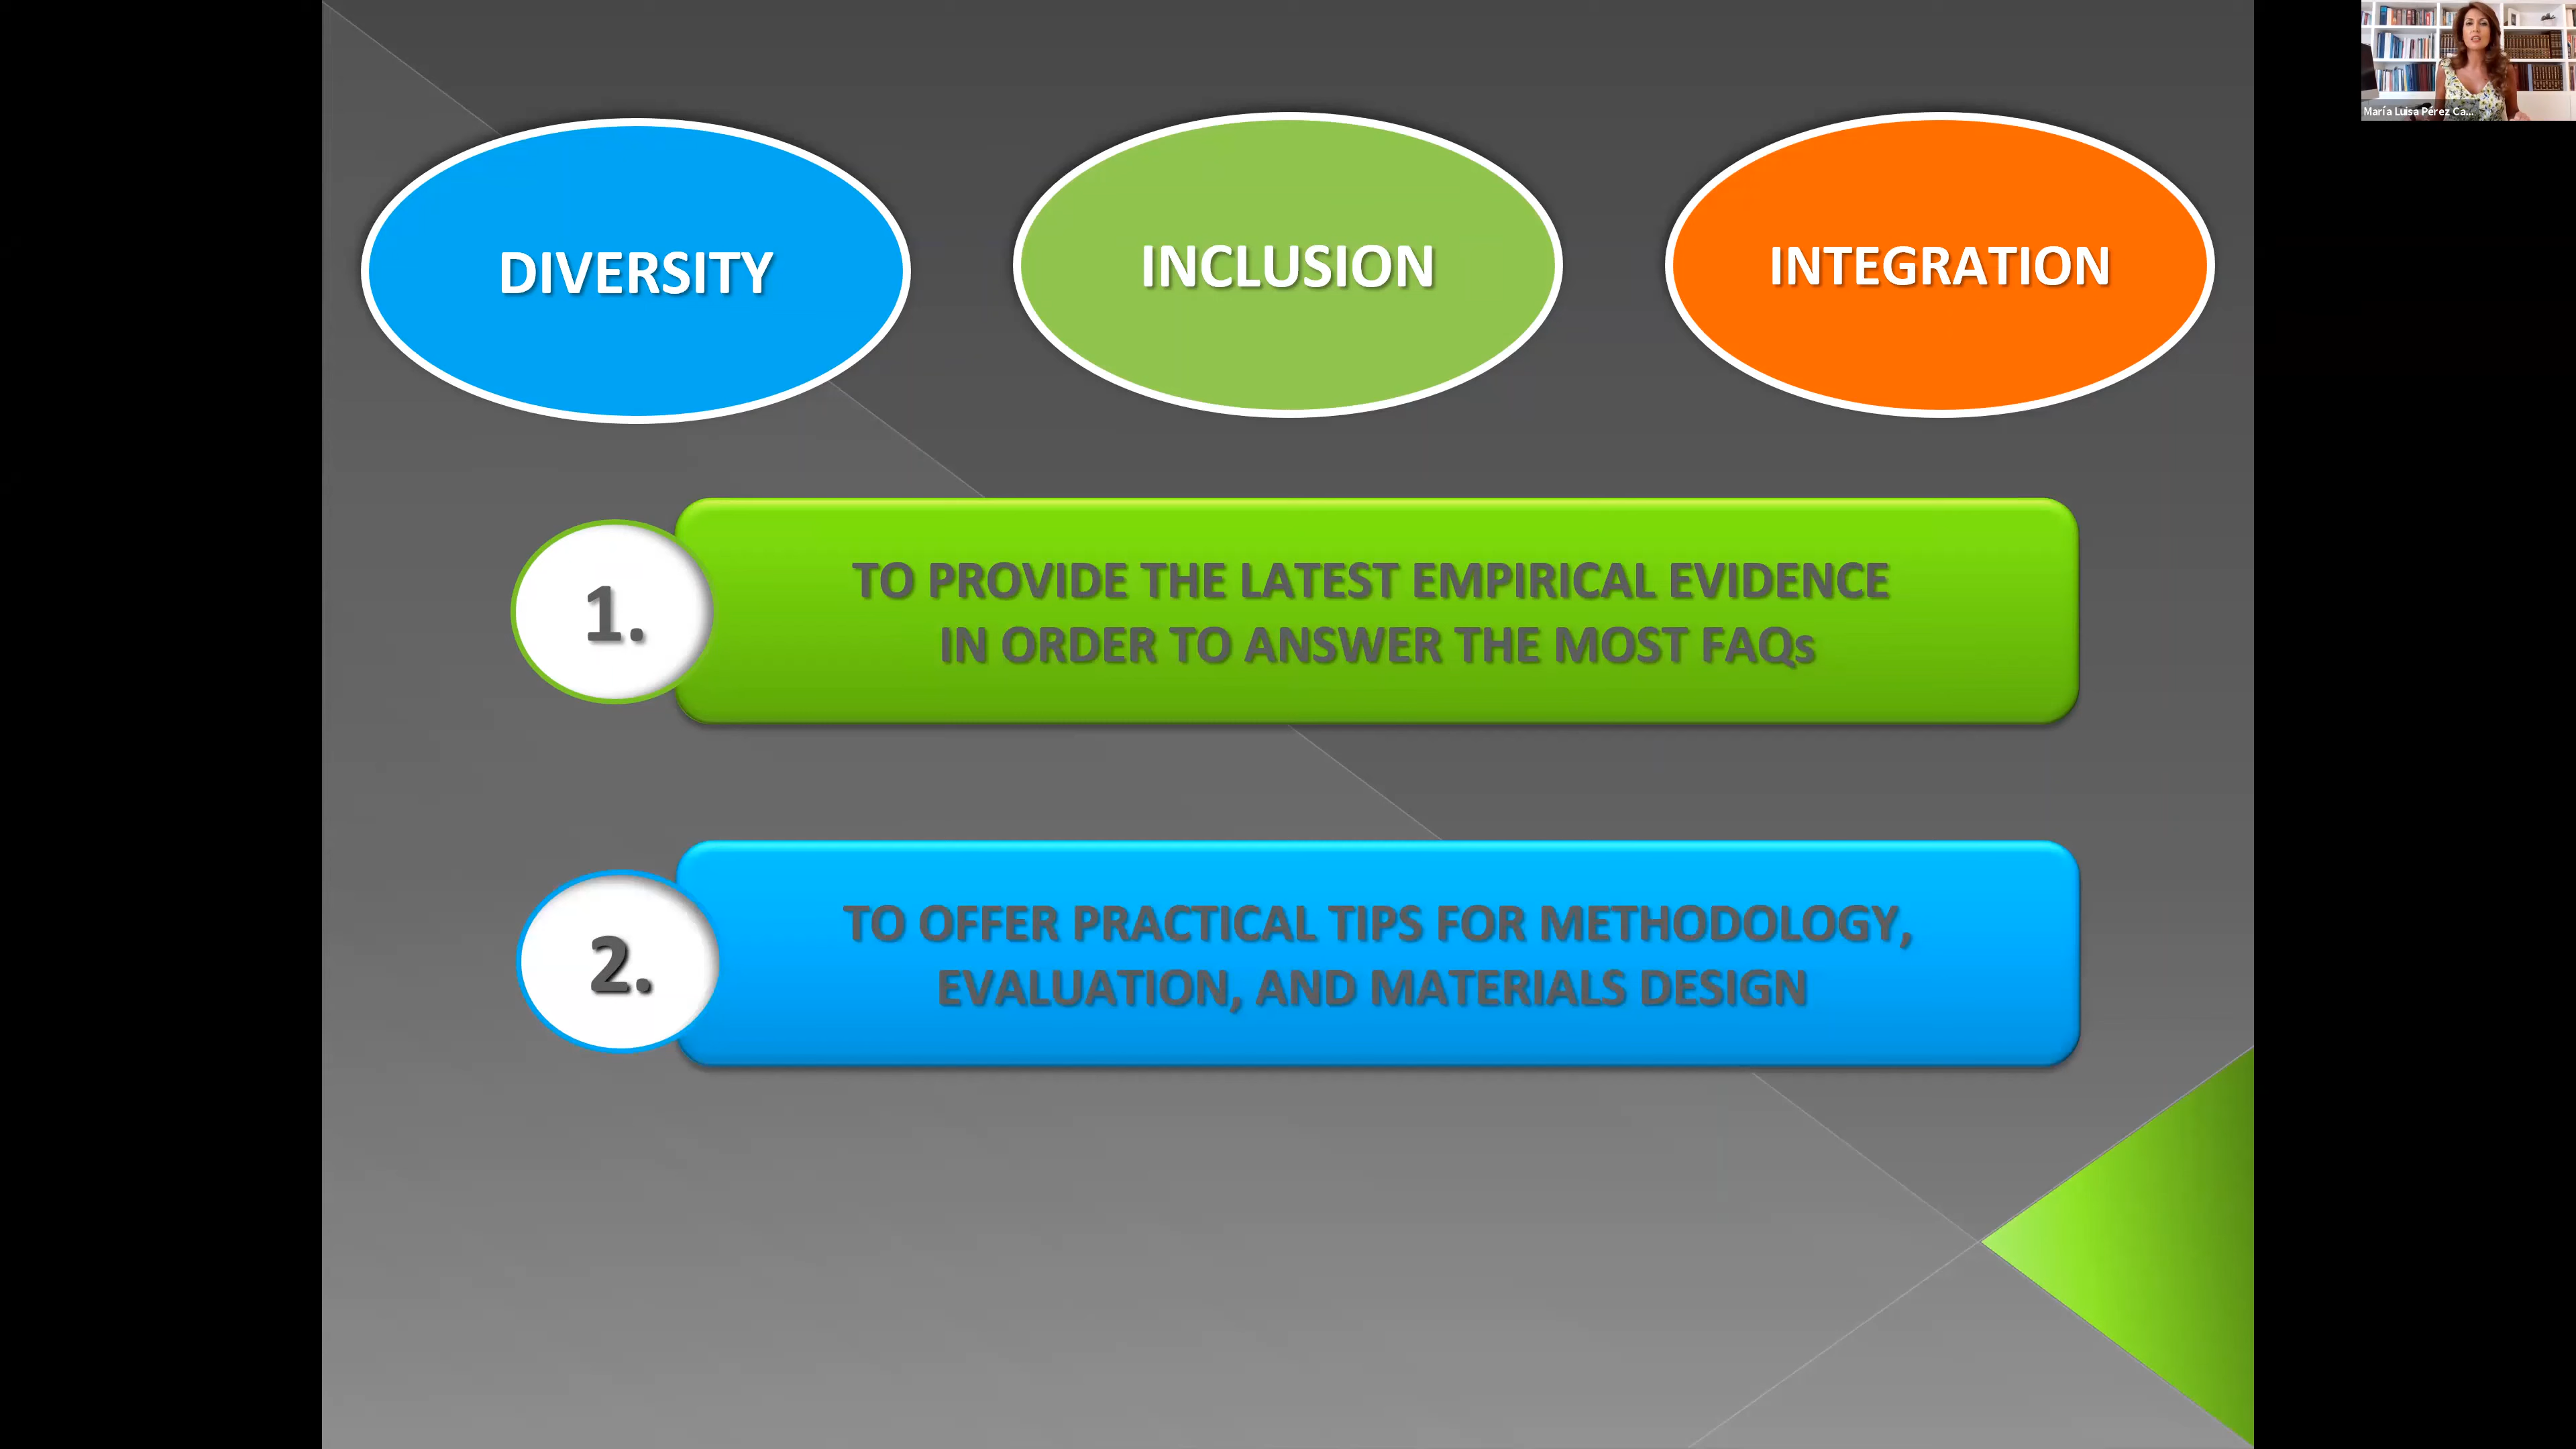 DIVERSITY
INCLUSION
INTEGRATION
1.
TO PROVIDE THE LATEST EMPIRICAL EVIDENCE
IN ORDER TO ANSWER THE MOST FAQs
2.
TO OFFER PRACTICAL TIPS FOR METHODOLOGY,
EVALUATION, AND MATERIALS DESIGN
María Luisa Pérez Ca...